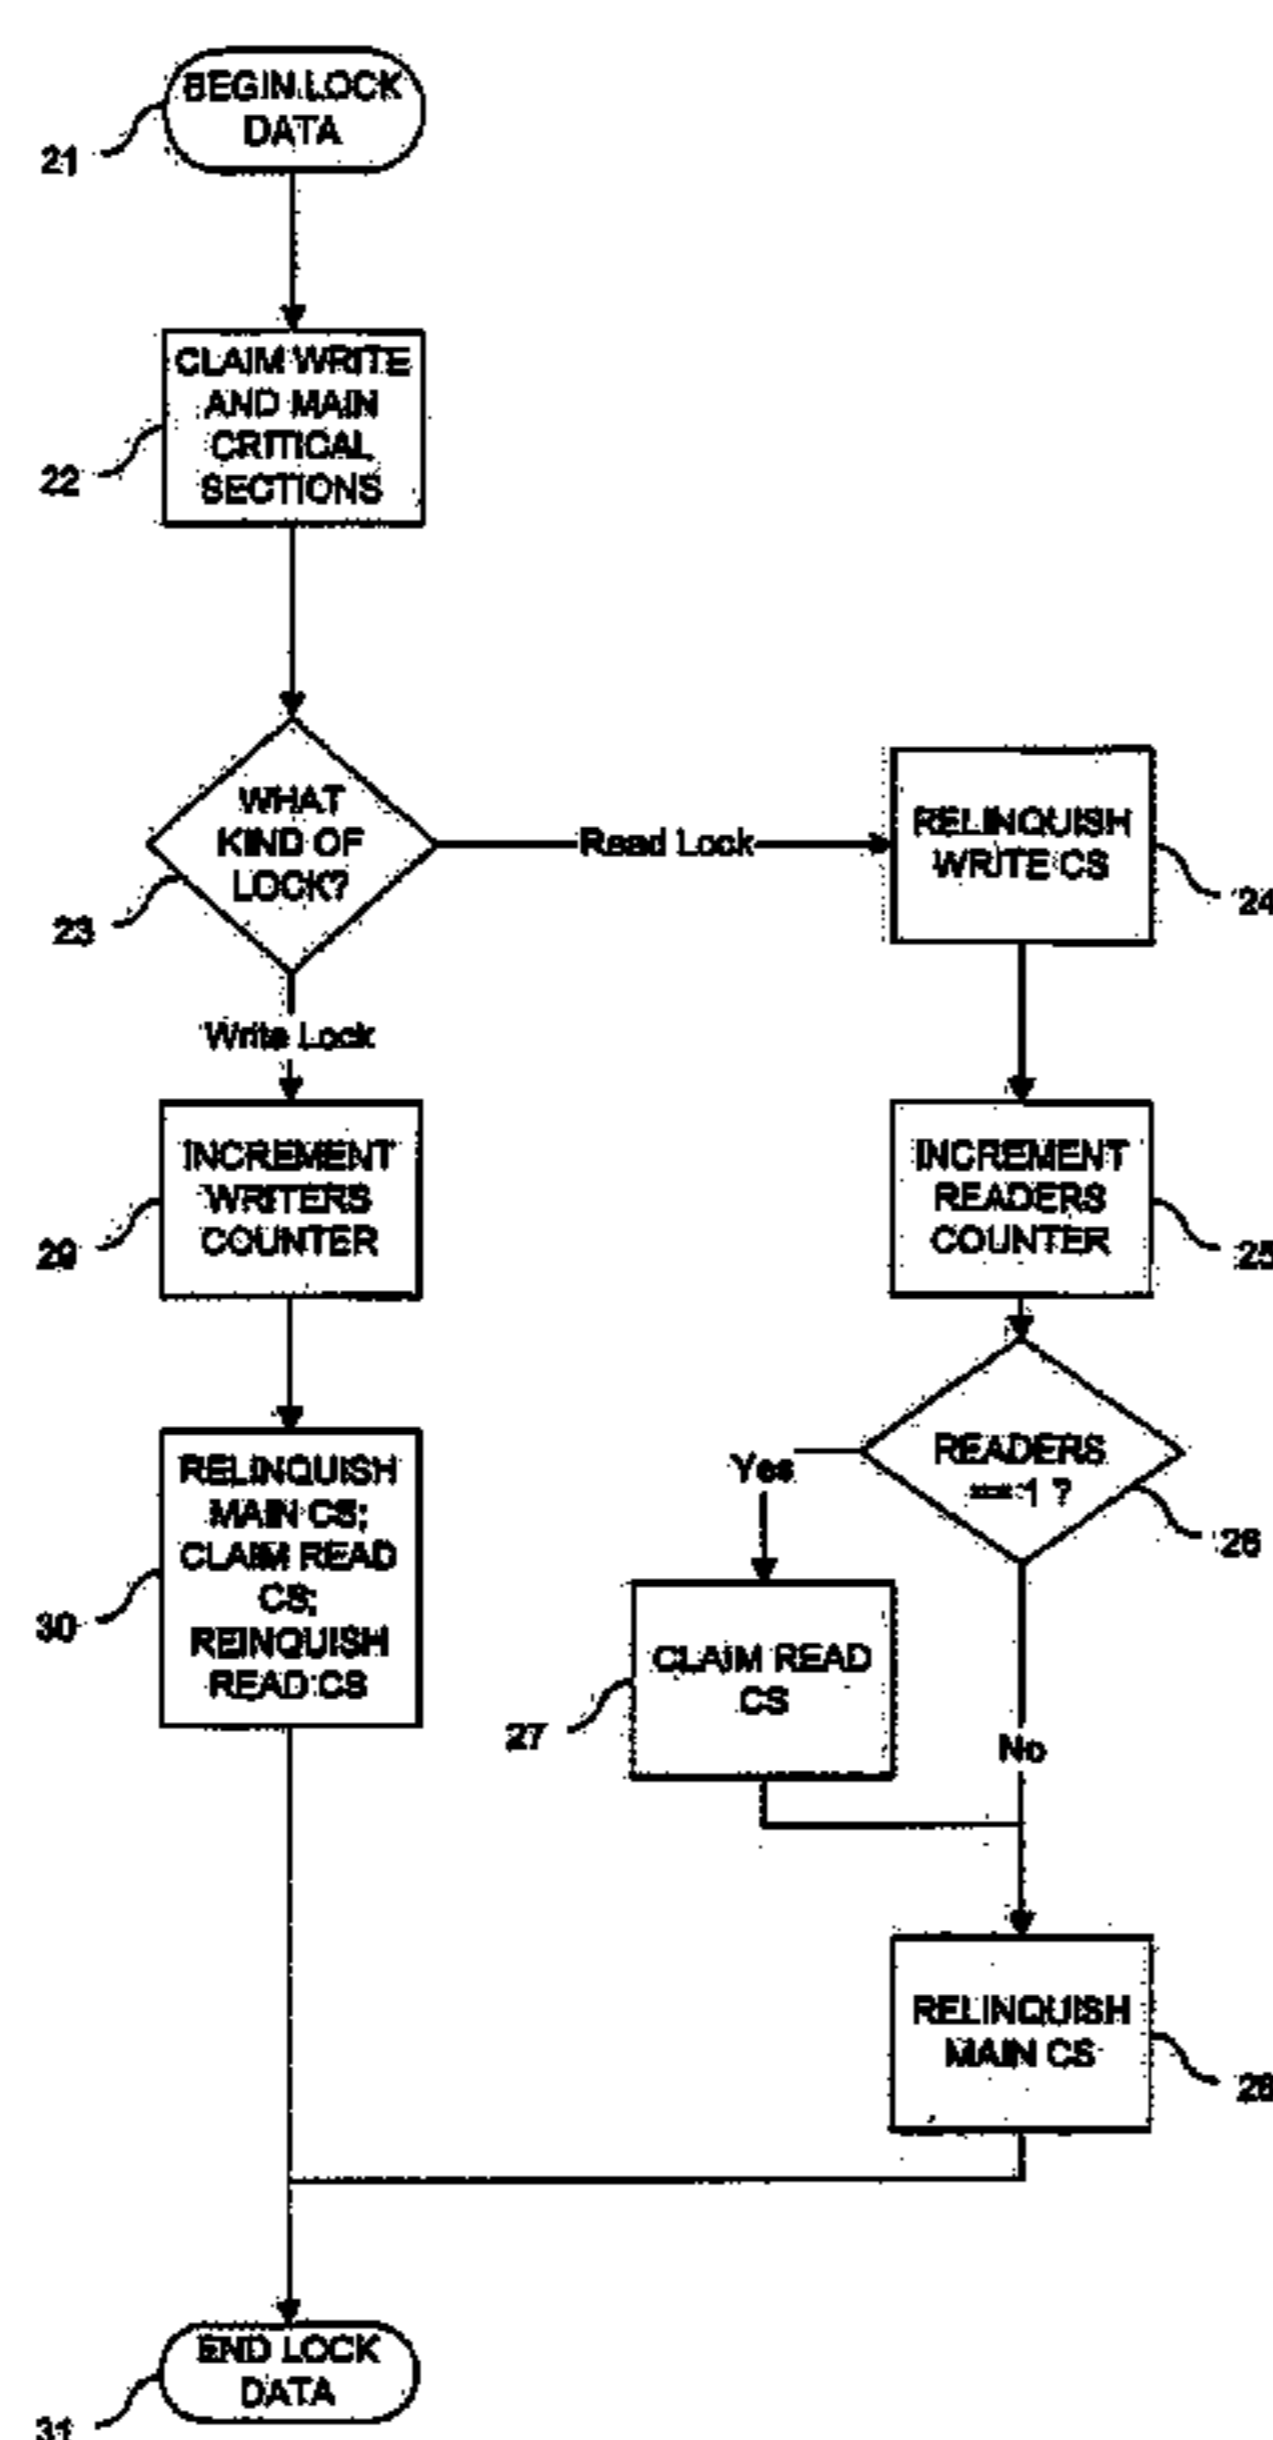 BEGIN LOCK
DATA
21
CLAIM WRITE
AND MAIN
CRITICAL
SECTIONS
22
WHAT
KIND OF
LOCK?
23
Read Lock
RELINQUISH
WRITE CS
24
Write Lock
INCREMENT
WRITERS
COUNTER
29
INCREMENT
READERS
COUNTER
25
READERS
== 1 ?
26
Yes
RELINQUISH
MAIN CS;
CLAIM READ
CS;
REINQUISH
READ CS
30
CLAIM READ
CS
27
No
RELINQUISH
MAIN CS
28
END LOCK
DATA
31